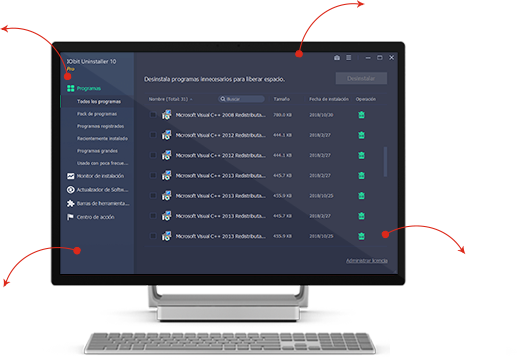 IObit Uninstaller 10
Pro
Desinstala programas innecesarios para liberar espacio.
Desinstalar
Programas
Todos los programas
Pack de programas
Programas registrados
Recientemente instalado
Programas grandes
Usado con poca frecue...
Monitor de instalación
Actualizador de Softw...
Barras de herramienta...
Centro de acción
Nombre (Total: 31)
Buscar
Tamaño
Fecha de instalación
Operación
Microsoft Visual C++ 2008 Redistributa... 788.0 KB 2018/10/30
Microsoft Visual C++ 2012 Redistributa... 444.1 KB 2018/2/27
Microsoft Visual C++ 2012 Redistributa... 444.1 KB 2018/2/27
Microsoft Visual C++ 2013 Redistributa... 445.7 KB 2018/2/27
Microsoft Visual C++ 2013 Redistributa... 455.9 KB 2018/10/25
Microsoft Visual C++ 2013 Redistributa... 445.7 KB 2018/2/27
Microsoft Visual C++ 2013 Redistributa... 455.9 KB 2018/10/25
Administrar licencia